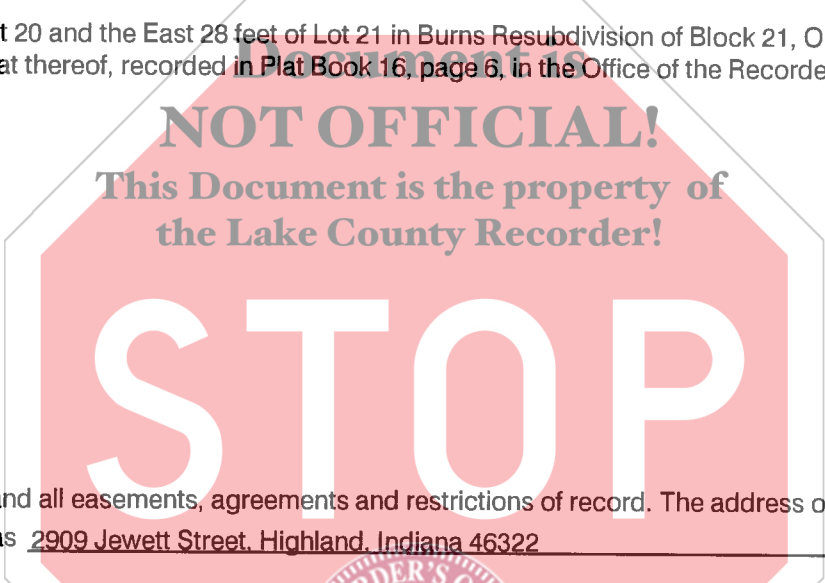 t 20 and the East 28 feet of Lot 21 in Burns Resubdivision of Block 21, O
Document is
at thereof, recorded in Plat Book 16, page 6, in the Office of the Recorde
NOT OFFICIAL!
This Document is the property of
the Lake County Recorder!
STOP
nd all easements, agreements and restrictions of record. The address o
s 2909 Jewett Street, Highland, Indiana 46322
DER'S O